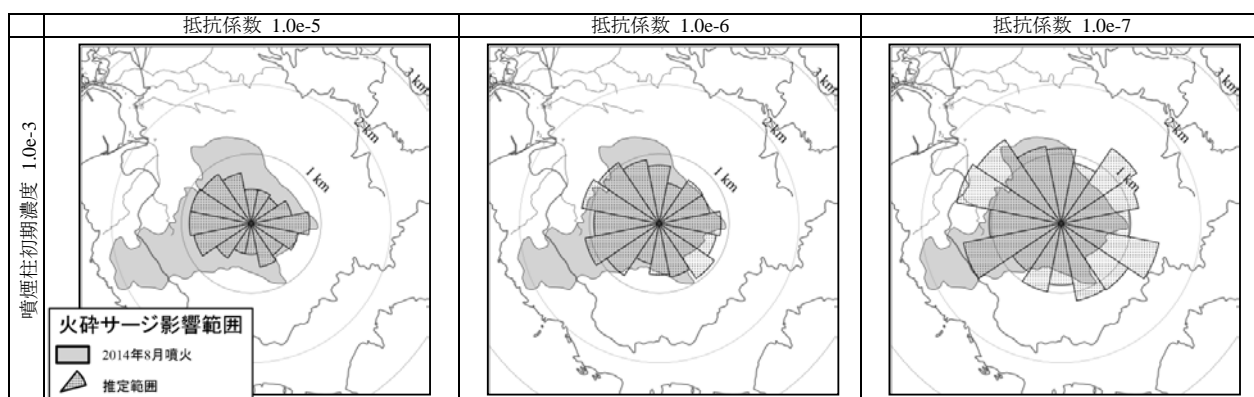 抵抗係数 1.0e-5
抵抗係数 1.0e-6
抵抗係数 1.0e-7
噴煙柱初期濃度 1.0e-3
3 km
2 km
1 km
3 km
2 km
1 km
3 km
2 km
1 km
火砕サージ影響範囲
2014年8月噴火
推定範囲